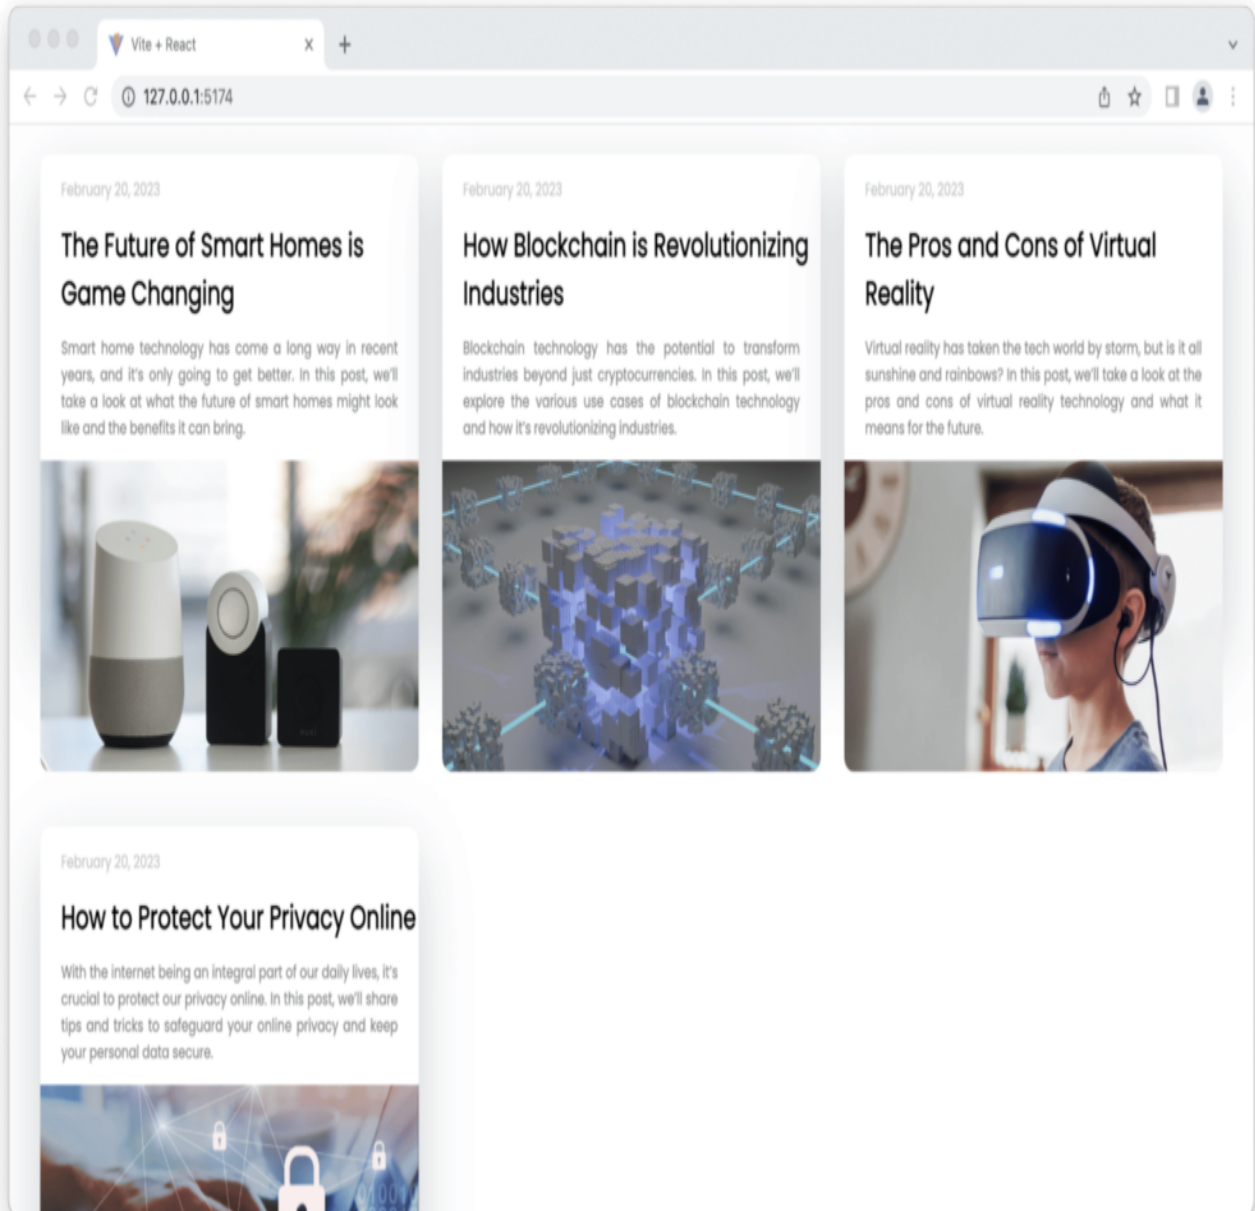 Vite + React
127.0.0.1:5174
February 20, 2023
The Future of Smart Homes is
Game Changing
Smart home technology has come a long way in recent
years, and it's only going to get better. In this post, we'll
take a look at what the future of smart homes might look
like and the benefits it can bring.
February 20, 2023
How Blockchain is Revolutionizing
Industries
Blockchain technology has the potential to transform
industries beyond just cryptocurrencies. In this post, we'll
explore the various use cases of blockchain technology
and how it's revolutionizing industries.
February 20, 2023
The Pros and Cons of Virtual
Reality
Virtual reality has taken the tech world by storm, but is it all
sunshine and rainbows? In this post, we'll take a look at the
pros and cons of virtual reality technology and what it
means for the future.
February 20, 2023
How to Protect Your Privacy Online
With the internet being an integral part of our daily lives, it's
crucial to protect our privacy online. In this post, we'll share
tips and tricks to safeguard your online privacy and keep
your personal data secure.